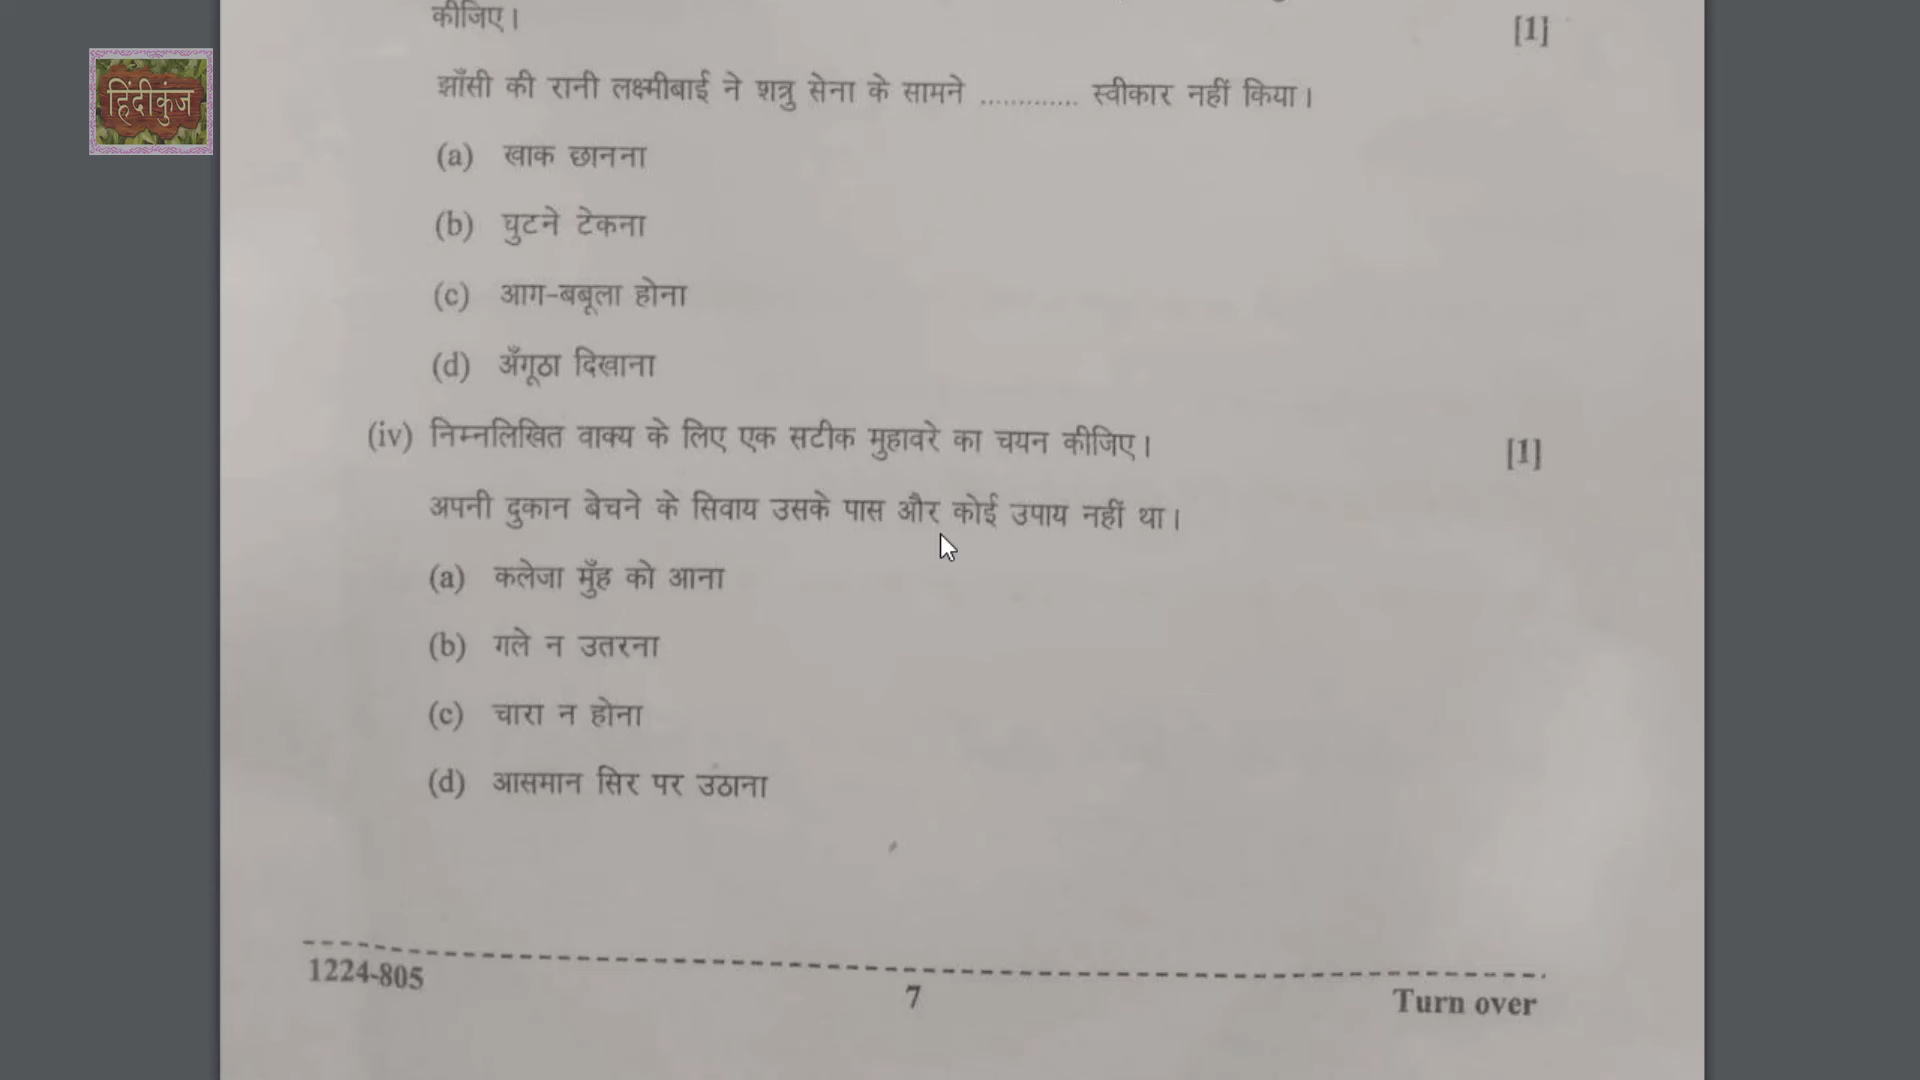 कीजिए।
[1]
हिंदीकुंज
झाँसी की रानी लक्ष्मीबाई ने शत्रु सेना के सामने ............. स्वीकार नहीं किया।
(a) खाक छानना
(b) घुटने टेकना
(c) आग-बबूला होना
(d) अँगूठा दिखाना
(iv) निम्नलिखित वाक्य के लिए एक सटीक मुहावरे का चयन कीजिए।
[1]
अपनी दुकान बेचने के सिवाय उसके पास और कोई उपाय नहीं था।
(a) कलेजा मुँह को आना
(b) गले न उतरना
(c) चारा न होना
(d) आसमान सिर पर उठाना
1224-805
7
Turn over